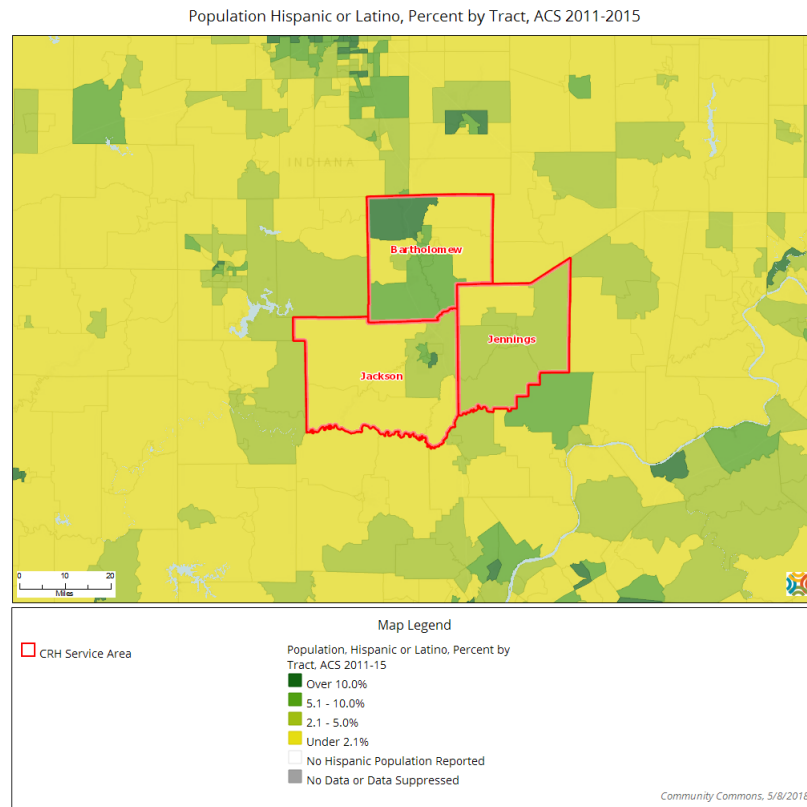 Population Hispanic or Latino, Percent by Tract, ACS 2011-2015
INDIANA
Bartholomew
Jennings
Jackson
0 10 20
Miles
Map Legend
CRH Service Area
Population, Hispanic or Latino, Percent by
Tract, ACS 2011-15
Over 10.0%
5.1 - 10.0%
2.1 - 5.0%
Under 2.1%
No Hispanic Population Reported
No Data or Data Suppressed
Community Commons, 5/8/2018